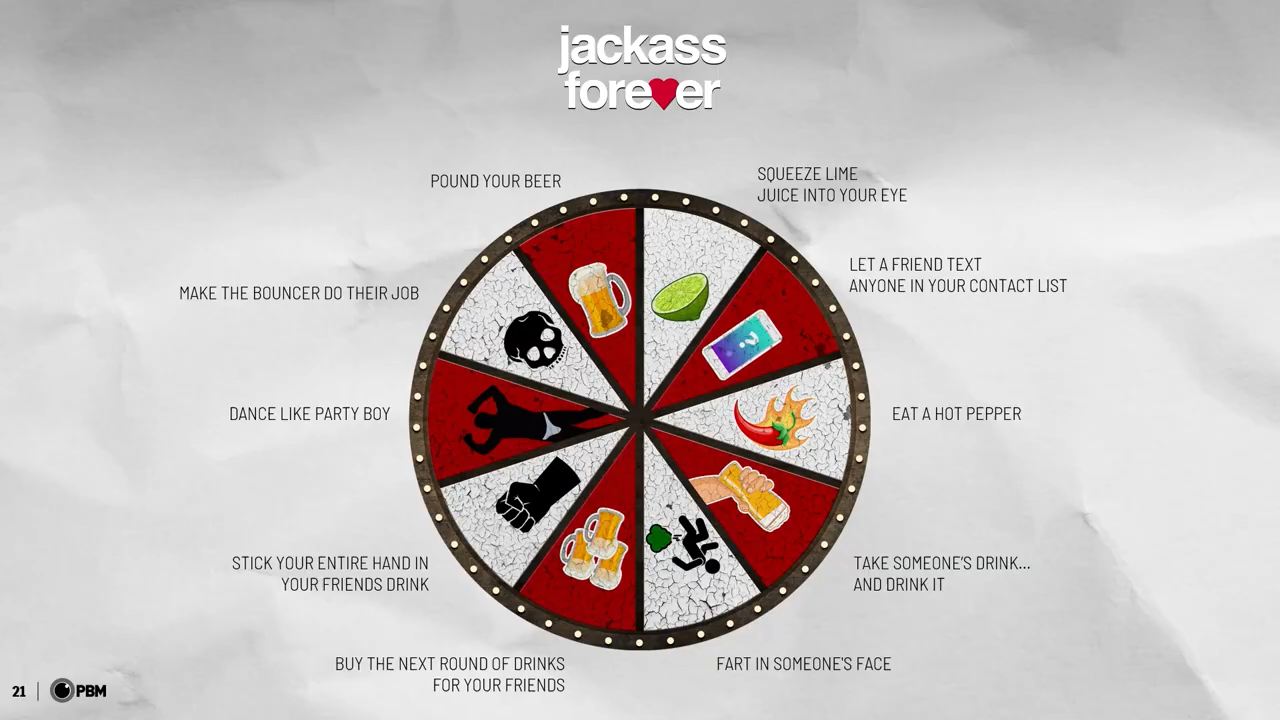 jackass
forever
SQUEEZE LIME
JUICE INTO YOUR EYE
POUND YOUR BEER
LET A FRIEND TEXT
ANYONE IN YOUR CONTACT LIST
MAKE THE BOUNCER DO THEIR JOB
?
DANCE LIKE PARTY BOY
EAT A HOT PEPPER
STICK YOUR ENTIRE HAND IN
YOUR FRIENDS DRINK
TAKE SOMEONE'S DRINK...
AND DRINK IT
BUY THE NEXT ROUND OF DRINKS
FOR YOUR FRIENDS
FART IN SOMEONE'S FACE
21 | PBM